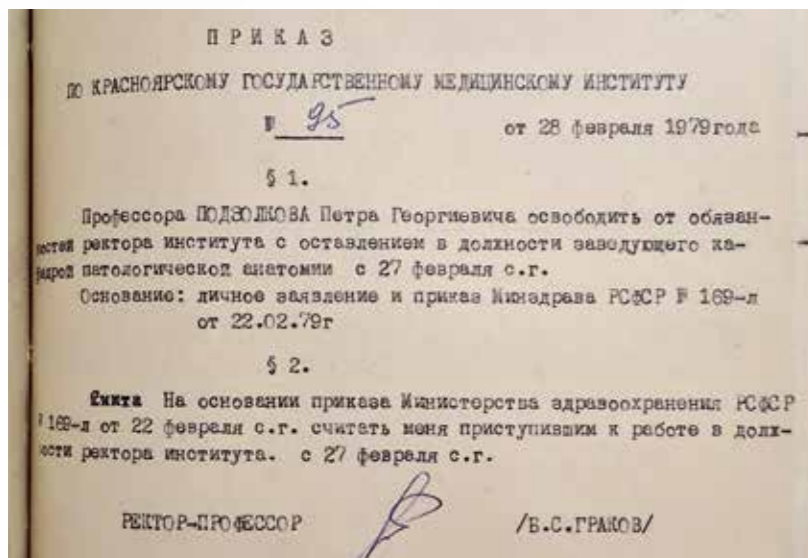 ПРИКАЗ
ПО КРАСНОЯРСКОМУ ГОСУДАРСТВЕННОМУ МЕДИЦИНСКОМУ ИНСТИТУТУ
№ 95 от 28 февраля 1979года
§ 1.
Профессора ПОДЗОЛКОВА Петра Георгиевича освободить от обязан-
ностей ректора института с оставлением в должности заведующего ка-
федрой патологической анатомии с 27 февраля с.г.
Основание: личное заявление и приказ Минздрава РСФСР № 169-л
от 22.02.79г
§ 2.
На основании приказа Министерства здравоохранения РСФСР
№ 169-л от 22 февраля с.г. считать меня приступившим к работе в долж-
ности ректора института. с 27 февраля с.г.
РЕКТОР-ПРОФЕССОР /Б.С.ГРАКОВ/